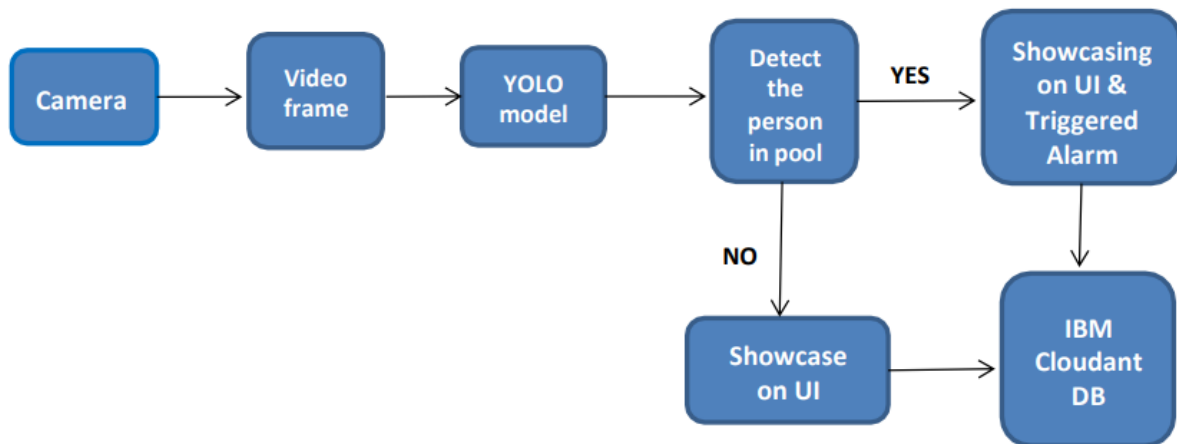 Camera
Video
frame
YOLO
model
Detect
the
person
in pool
YES
Showcasing
on UI &
Triggered
Alarm
NO
Showcase
on UI
IBM
Cloudant
DB